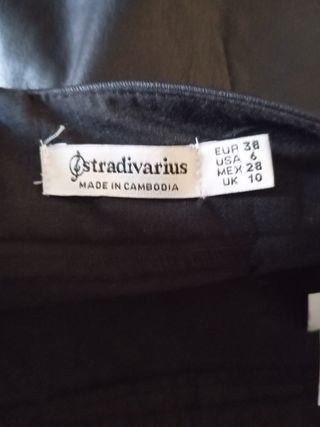 stradivarius
MADE IN CAMBODIA
EUR 38
USA 6
MEX 28
UK 10